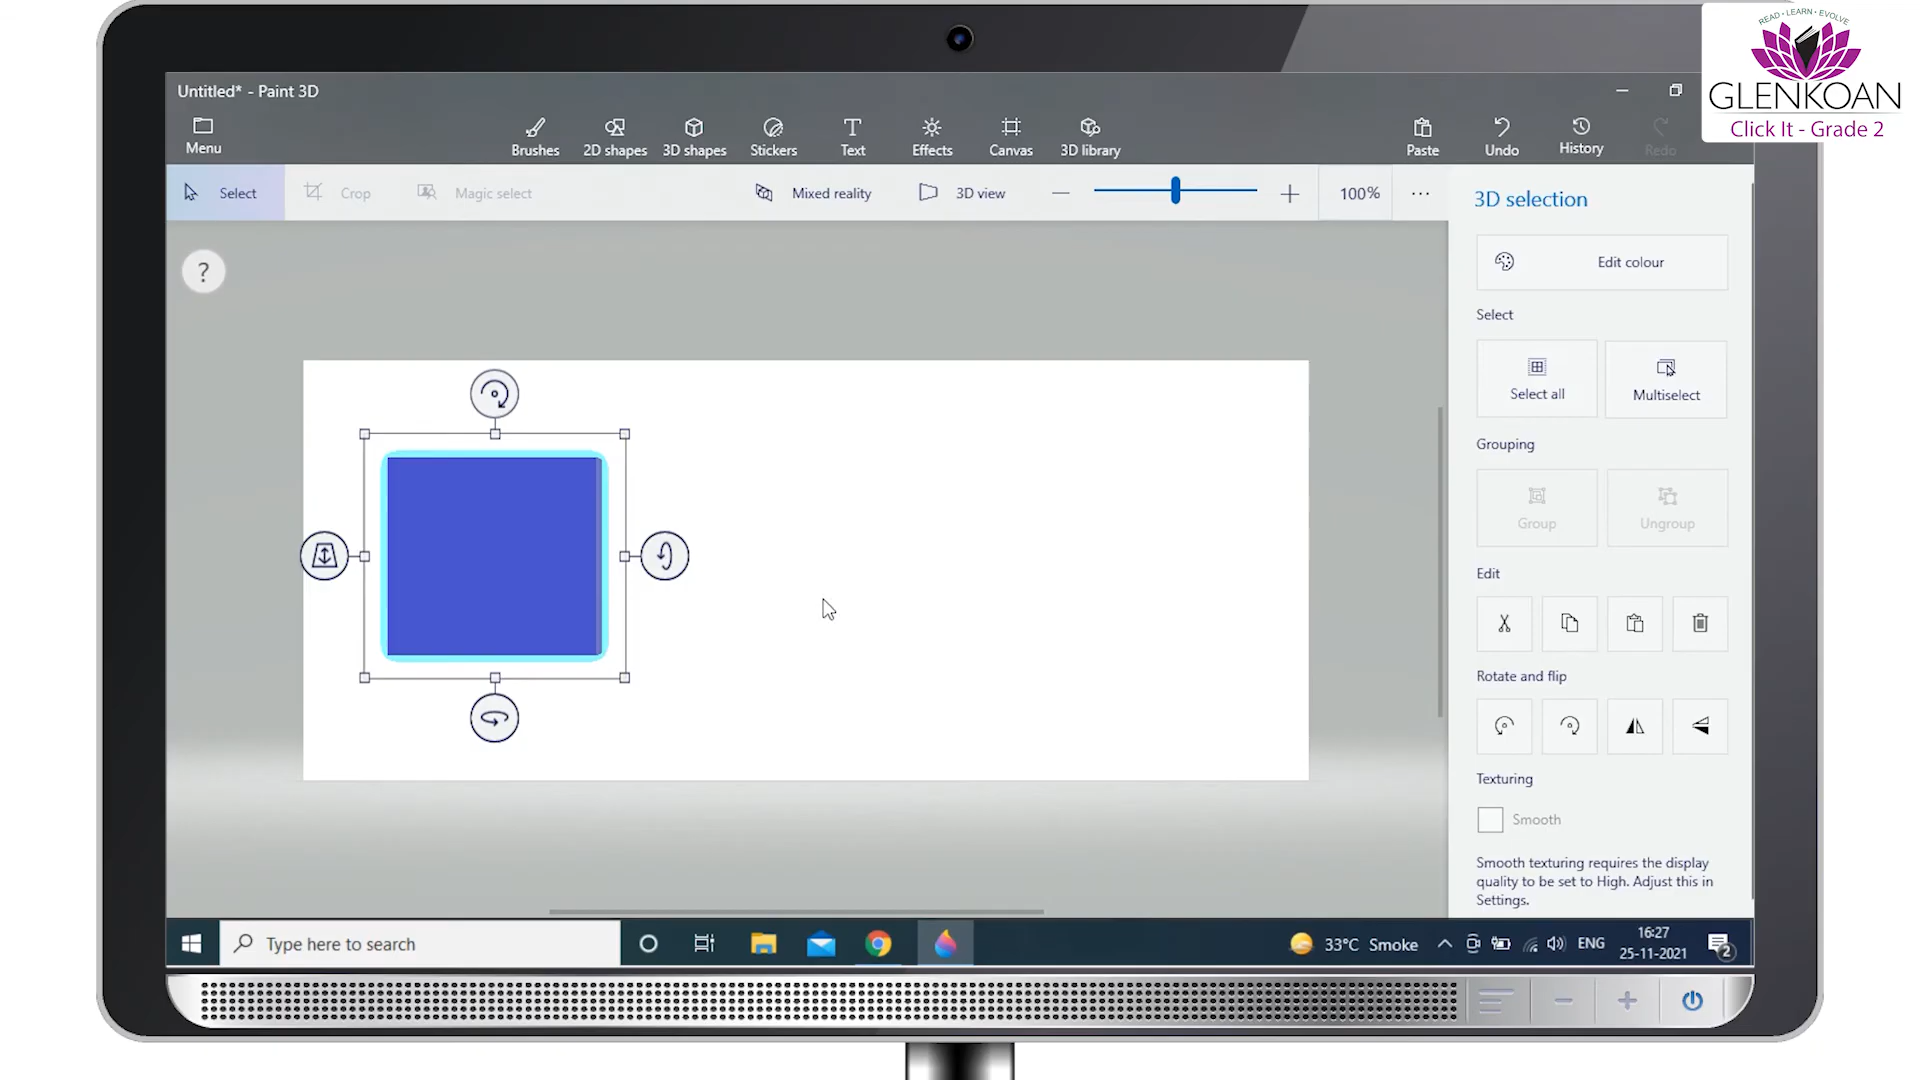 READ • LEARN • EVOLVE
GLENKOAN
Click It - Grade 2
Untitled* - Paint 3D
Menu
Brushes
2D shapes
3D shapes
Stickers
Text
Effects
Canvas
3D library
Paste
Undo
History
Redo
Select
Crop
Magic select
Mixed reality
3D view
100%
?
3D selection
Edit colour
Select
Select all
Multiselect
Grouping
Group
Ungroup
Edit
Rotate and flip
Texturing
Smooth
Smooth texturing requires the display
quality to be set to High. Adjust this in
Settings.
Type here to search
33°C Smoke
ENG
16:27
25-11-2021
2